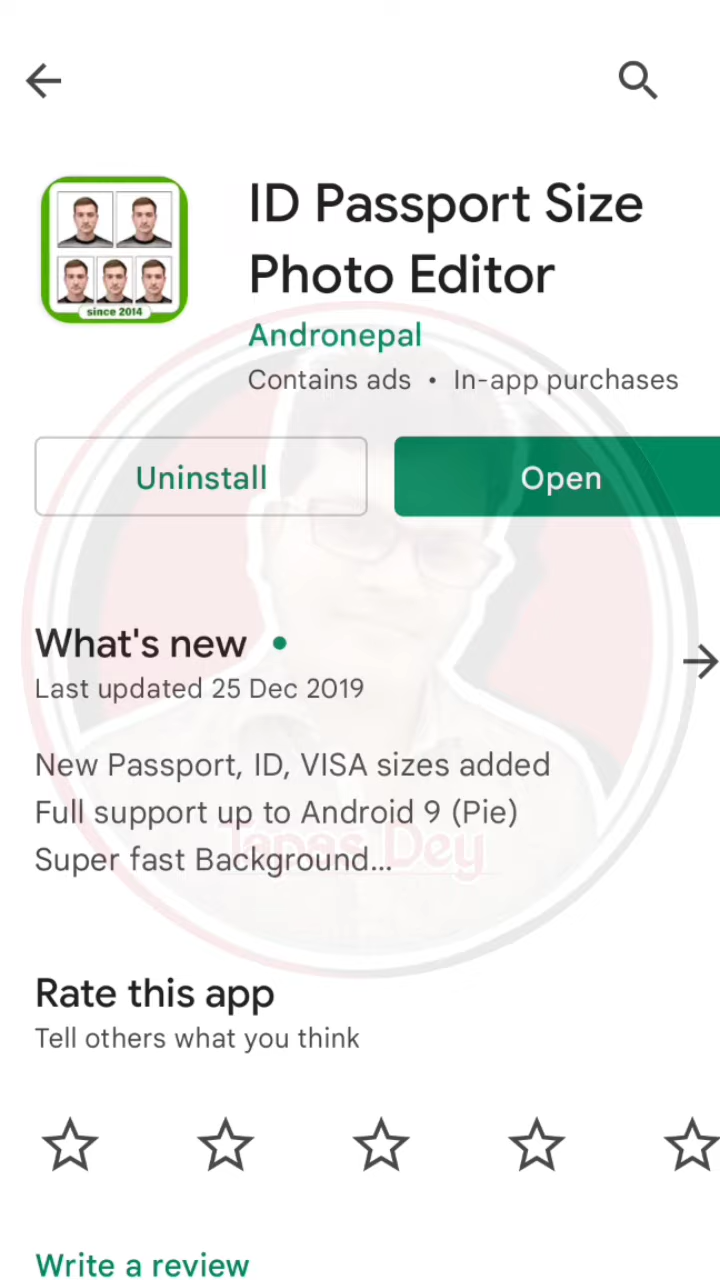 ID Passport Size
Photo Editor
since 2014
Andronepal
Contains ads • In-app purchases
Uninstall
Open
What's new
Last updated 25 Dec 2019
New Passport, ID, VISA sizes added
Full support up to Android 9 (Pie)
Tapas Dey
Super fast Background...
Rate this app
Tell others what you think
Write a review